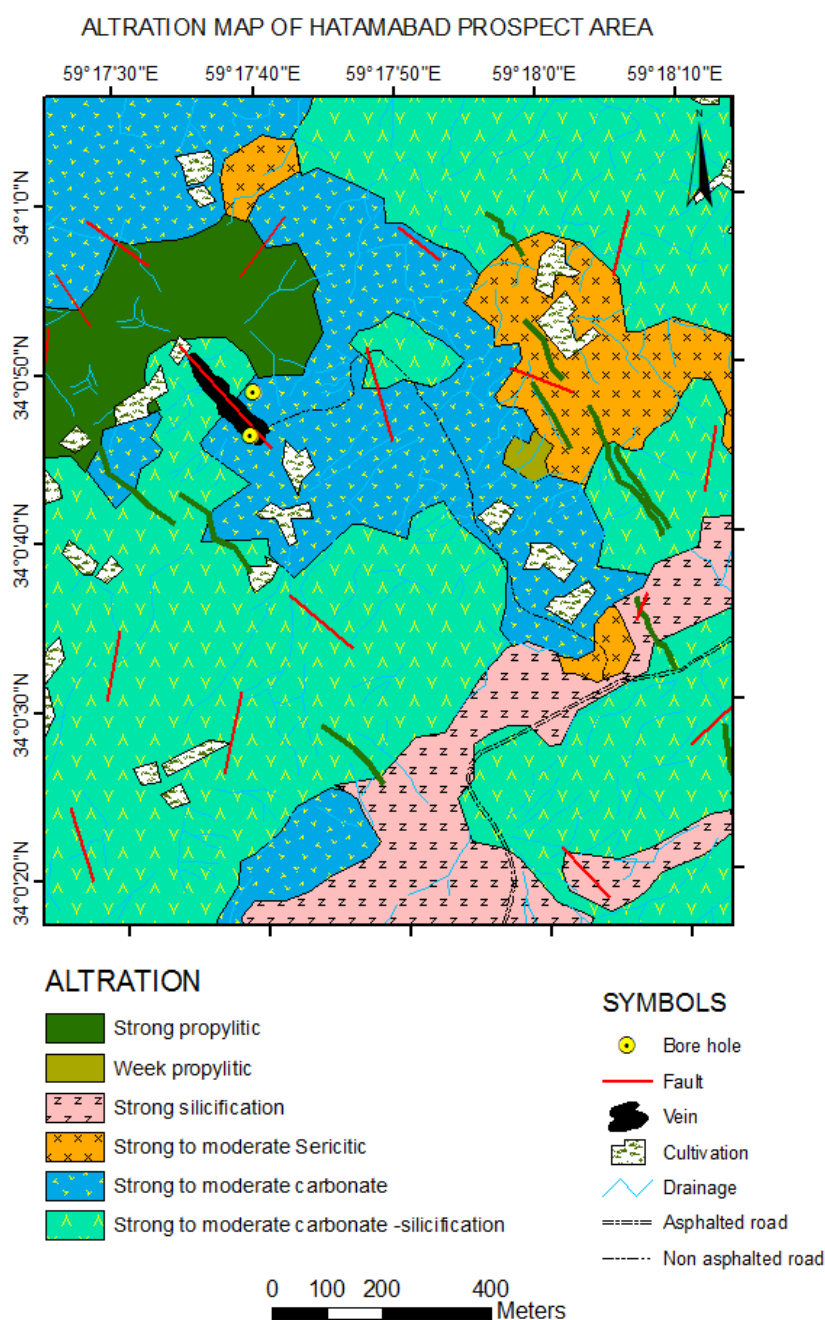 ALTRATION MAP OF HATAMABAD PROSPECT AREA
59°17'30"E 59°17'40"E 59°17'50"E 59°18'0"E 59°18'10"E
N
34°1'0"N
34°0'50"N
34°0'40"N
34°0'30"N
34°0'20"N
ALTRATION
Strong propylitic
Week propylitic
Strong silicification
Strong to moderate Sericitic
Strong to moderate carbonate
Strong to moderate carbonate -silicification
SYMBOLS
Bore hole
Fault
Vein
Cultivation
Drainage
Asphalted road
Non asphalted road
0 100 200 400
Meters